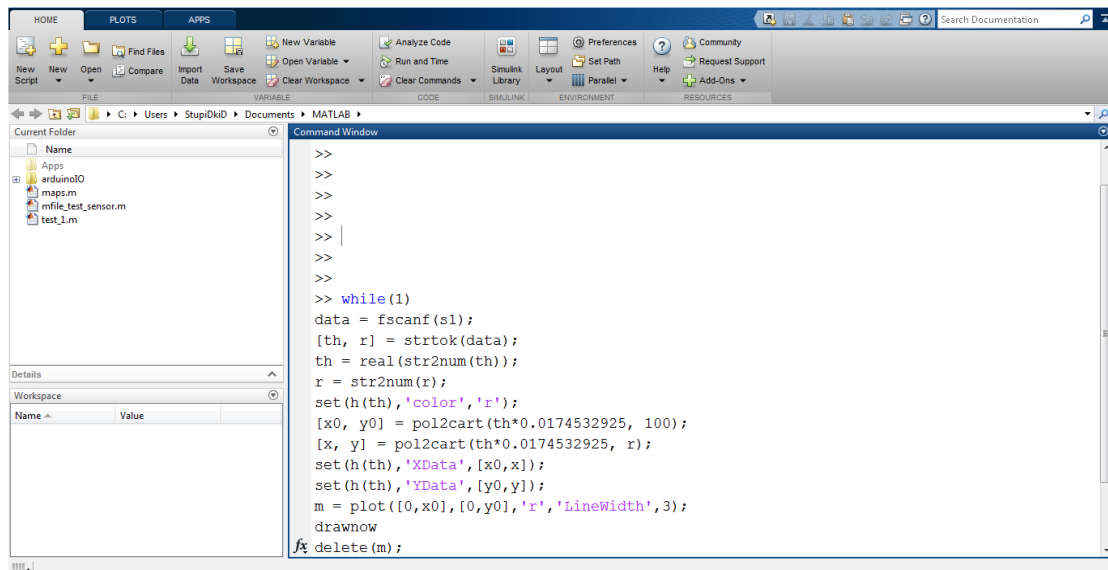 HOME PLOTS APPS
Search Documentation
New Script
New
Open
Find Files
Compare
FILE
Import Data
Save Workspace
New Variable
Open Variable
Clear Workspace
VARIABLE
Analyze Code
Run and Time
Clear Commands
CODE
Simulink Library
SIMULINK
Layout
Preferences
Set Path
Parallel
ENVIRONMENT
Help
Community
Request Support
Add-Ons
RESOURCES
C: Users StupiDkiD Documents MATLAB
Current Folder
Name
Apps
arduinoIO
maps.m
mfile_test_sensor.m
test_1.m
Details
Workspace
Name Value
Command Window
>>
>>
>>
>>
>>
>>
>>
>> while(1)
data = fscanf(s1);
[th, r] = strtok(data);
th = real(str2num(th));
r = str2num(r);
set(h(th),'color','r');
[x0, y0] = pol2cart(th*0.0174532925, 100);
[x, y] = pol2cart(th*0.0174532925, r);
set(h(th),'XData',[x0,x]);
set(h(th),'YData',[y0,y]);
m = plot([0,x0],[0,y0],'r','LineWidth',3);
drawnow
fx delete(m);